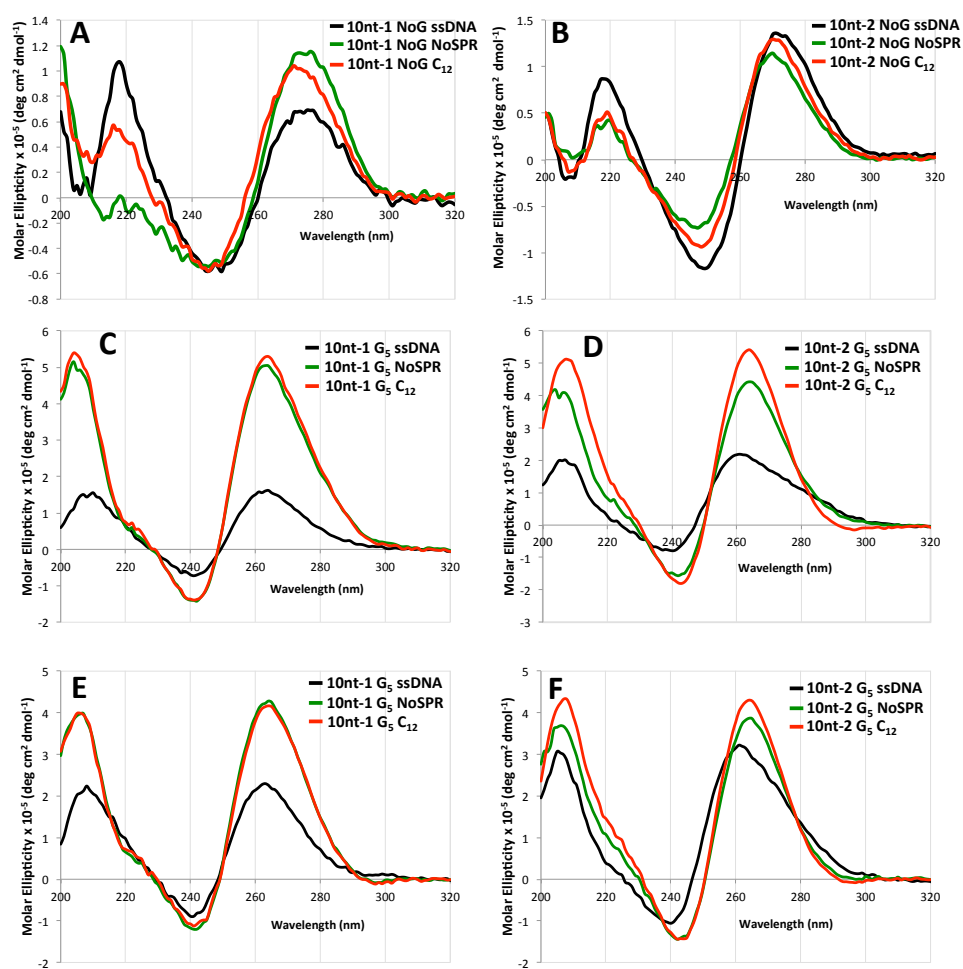 A
10nt-1 NoG ssDNA
10nt-1 NoG NoSPR
10nt-1 NoG C₁₂
Molar Ellipticity x 10⁻⁵ (deg cm² dmol⁻¹)
1.4
1.2
1
0.8
0.6
0.4
0.2
0
-0.2
-0.4
-0.6
-0.8
200 220 240 260 280 300 320
Wavelength (nm)
B
10nt-2 NoG ssDNA
10nt-2 NoG NoSPR
10nt-2 NoG C₁₂
Molar Ellipticity x 10⁻⁵ (deg cm² dmol⁻¹)
1.5
1
0.5
0
-0.5
-1
-1.5
200 220 240 260 280 300 320
Wavelength (nm)
C
10nt-1 G₅ ssDNA
10nt-1 G₅ NoSPR
10nt-1 G₅ C₁₂
Molar Ellipticity x 10⁻⁵ (deg cm² dmol⁻¹)
6
5
4
3
2
1
0
-1
-2
200 220 240 260 280 300 320
Wavelength (nm)
D
10nt-2 G₅ ssDNA
10nt-2 G₅ NoSPR
10nt-2 G₅ C₁₂
Molar Ellipticity x 10⁻⁵ (deg cm² dmol⁻¹)
6
5
4
3
2
1
0
-1
-2
-3
200 220 240 260 280 300 320
Wavelength (nm)
E
10nt-1 G₅ ssDNA
10nt-1 G₅ NoSPR
10nt-1 G₅ C₁₂
Molar Ellipticity x 10⁻⁵ (deg cm² dmol⁻¹)
5
4
3
2
1
0
-1
-2
200 220 240 260 280 300 320
Wavelength (nm)
F
10nt-2 G₅ ssDNA
10nt-2 G₅ NoSPR
10nt-2 G₅ C₁₂
Molar Ellipticity x 10⁻⁵ (deg cm² dmol⁻¹)
5
4
3
2
1
0
-1
-2
200 220 240 260 280 300 320
Wavelength (nm)